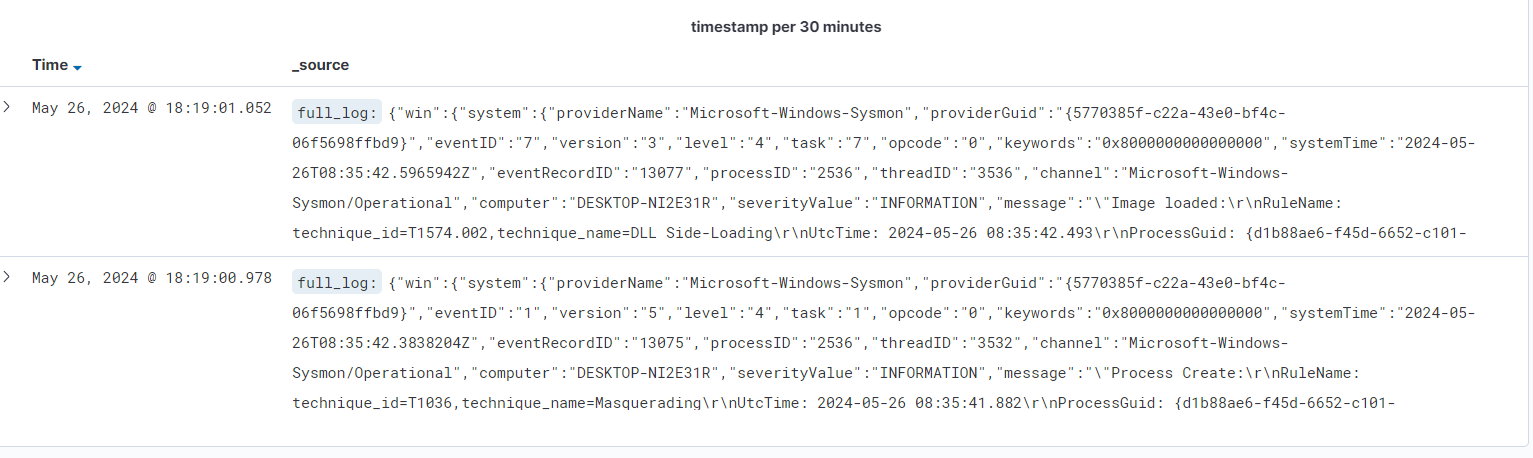 timestamp per 30 minutes
Time _source
May 26, 2024 @ 18:19:01.052 full_log: {"win":{"system":{"providerName":"Microsoft-Windows-Sysmon","providerGuid":"{5770385f-c22a-43e0-bf4c-
06f5698ffbd9}","eventID":"7","version":"3","level":"4","task":"7","opcode":"0","keywords":"0x8000000000000000","systemTime":"2024-05-
26T08:35:42.5965942Z","eventRecordID":"13077","processID":"2536","threadID":"3536","channel":"Microsoft-Windows-
Sysmon/Operational","computer":"DESKTOP-NI2E31R","severityValue":"INFORMATION","message":"\"Image loaded:\r\nRuleName:
technique_id=T1574.002,technique_name=DLL Side-Loading\r\nUtcTime: 2024-05-26 08:35:42.493\r\nProcessGuid: {d1b88ae6-f45d-6652-c101-
May 26, 2024 @ 18:19:00.978 full_log: {"win":{"system":{"providerName":"Microsoft-Windows-Sysmon","providerGuid":"{5770385f-c22a-43e0-bf4c-
06f5698ffbd9}","eventID":"1","version":"5","level":"4","task":"1","opcode":"0","keywords":"0x8000000000000000","systemTime":"2024-05-
26T08:35:42.3838204Z","eventRecordID":"13075","processID":"2536","threadID":"3532","channel":"Microsoft-Windows-
Sysmon/Operational","computer":"DESKTOP-NI2E31R","severityValue":"INFORMATION","message":"\"Process Create:\r\nRuleName:
technique_id=T1036,technique_name=Masquerading\r\nUtcTime: 2024-05-26 08:35:41.882\r\nProcessGuid: {d1b88ae6-f45d-6652-c101-